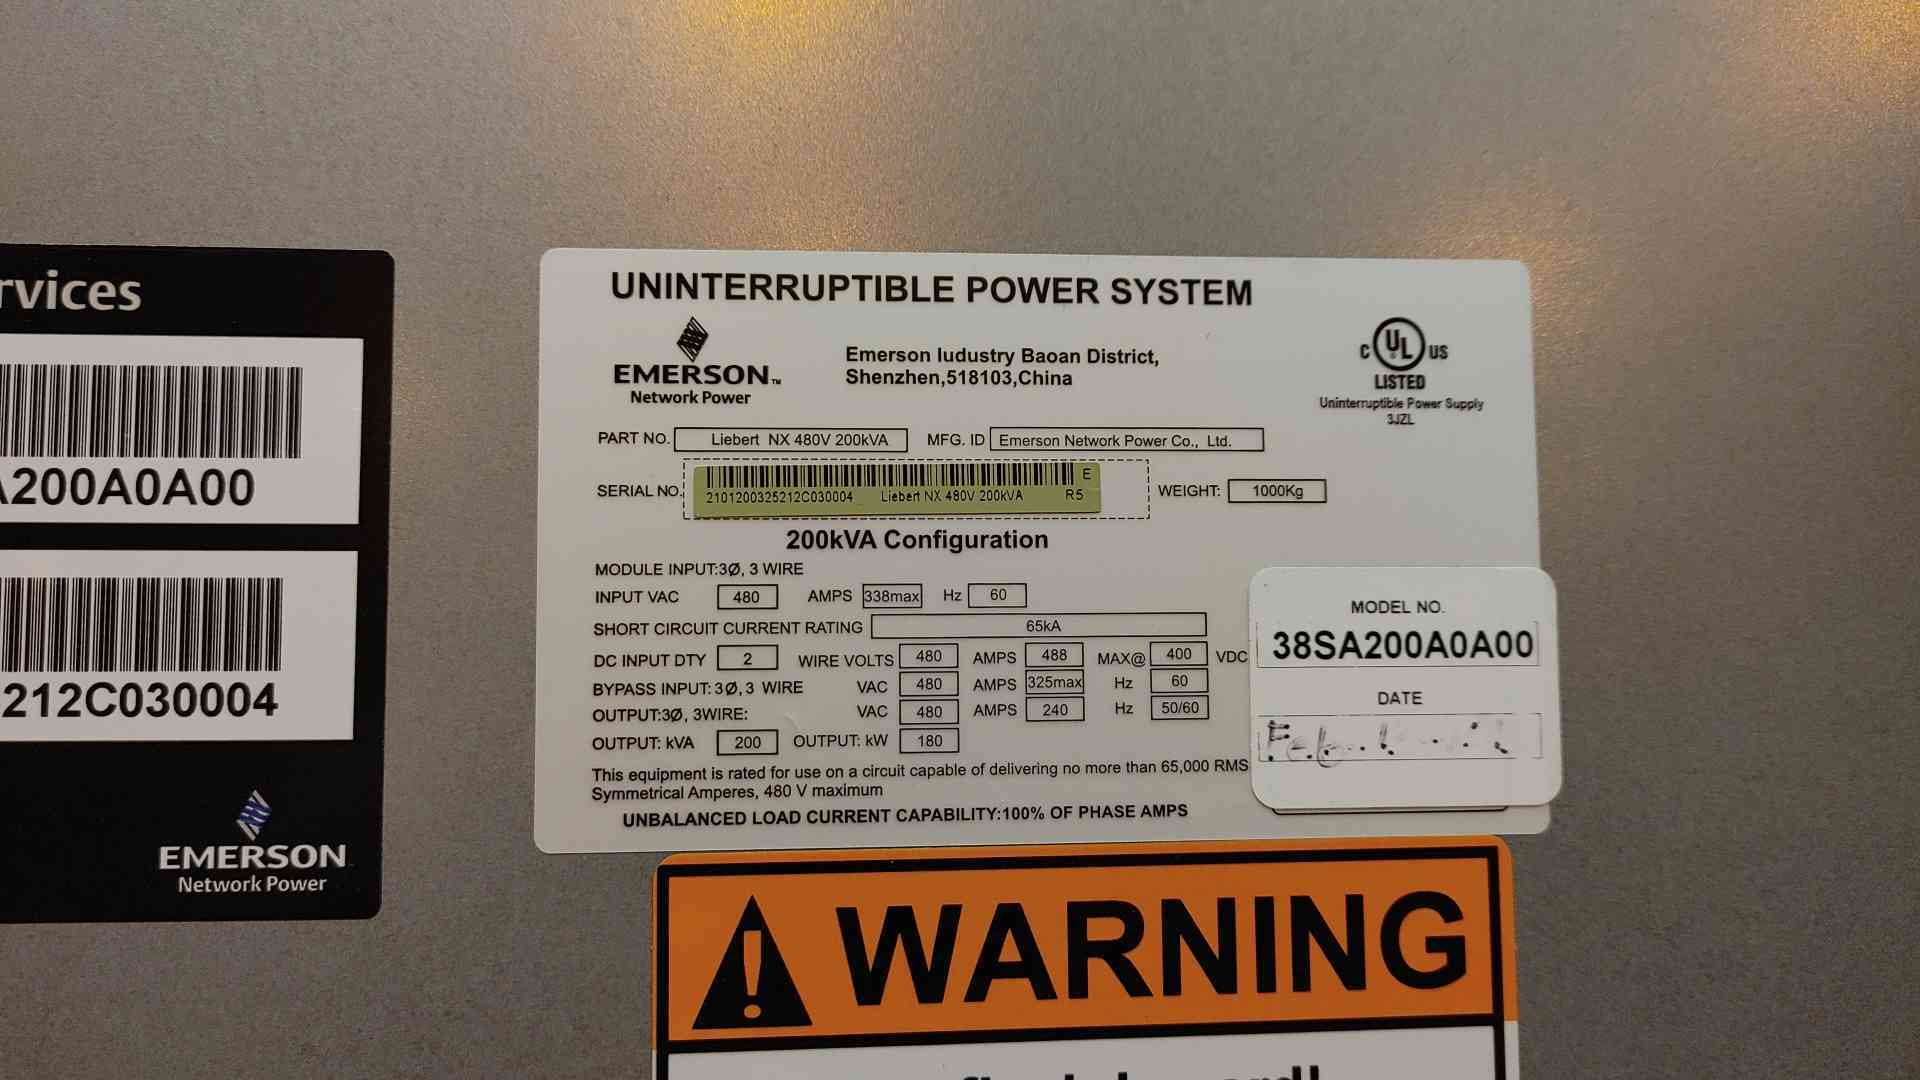 rvices
A200A0A00
212C030004
EMERSON
Network Power
UNINTERRUPTIBLE POWER SYSTEM
EMERSON™
Network Power
Emerson Iudustry Baoan District,
Shenzhen,518103,China
C UL US
LISTED
Uninterruptible Power Supply
3JZL
PART NO. Liebert NX 480V 200kVA MFG. ID Emerson Network Power Co., Ltd.
SERIAL NO. 2101200325212C030004 Liebert NX 480V 200kVA E R5 WEIGHT: 1000Kg
200kVA Configuration
MODULE INPUT:3Ø, 3 WIRE
INPUT VAC 480 AMPS 338max Hz 60
SHORT CIRCUIT CURRENT RATING 65kA
DC INPUT DTY 2 WIRE VOLTS 480 AMPS 488 MAX@ 400 VDC
BYPASS INPUT: 3Ø, 3 WIRE VAC 480 AMPS 325max Hz 60
OUTPUT:3Ø, 3WIRE: VAC 480 AMPS 240 Hz 50/60
OUTPUT: kVA 200 OUTPUT: kW 180
This equipment is rated for use on a circuit capable of delivering no more than 65,000 RMS
Symmetrical Amperes, 480 V maximum
UNBALANCED LOAD CURRENT CAPABILITY:100% OF PHASE AMPS
MODEL NO.
38SA200A0A00
DATE
WARNING